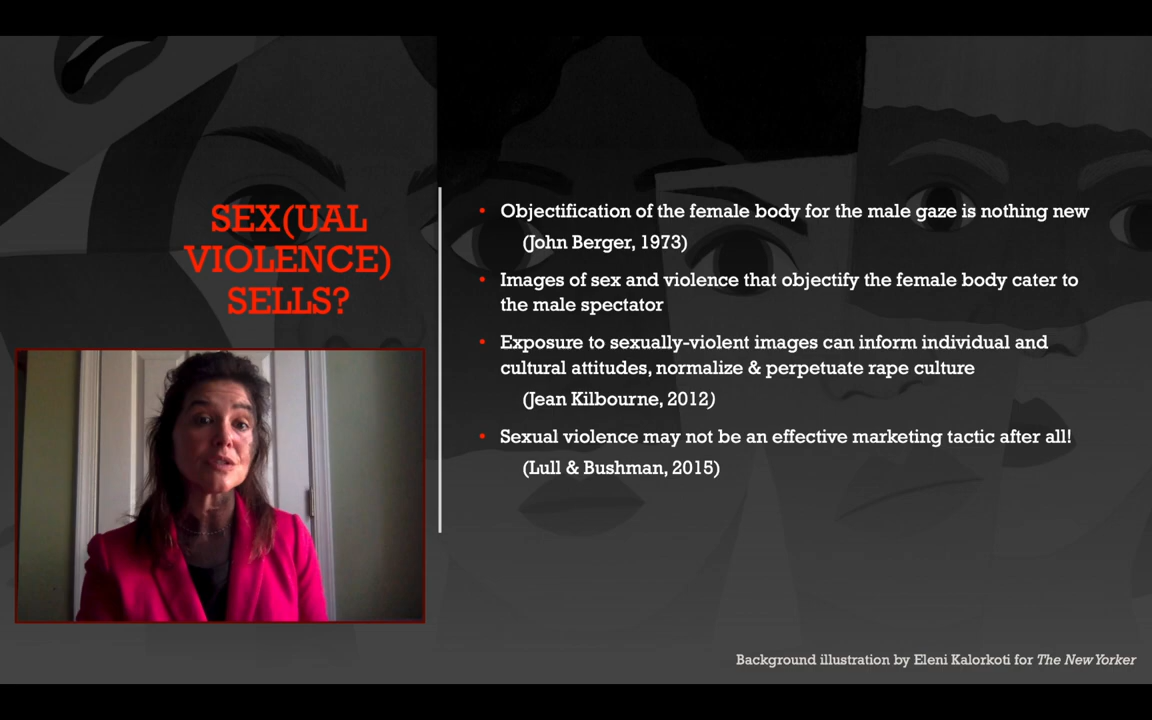 SEX(UAL
VIOLENCE)
SELLS?
• Objectification of the female body for the male gaze is nothing new
(John Berger, 1973)
• Images of sex and violence that objectify the female body cater to
the male spectator
• Exposure to sexually-violent images can inform individual and
cultural attitudes, normalize & perpetuate rape culture
(Jean Kilbourne, 2012)
• Sexual violence may not be an effective marketing tactic after all!
(Lull & Bushman, 2015)
Background illustration by Eleni Kalorkoti for The New Yorker